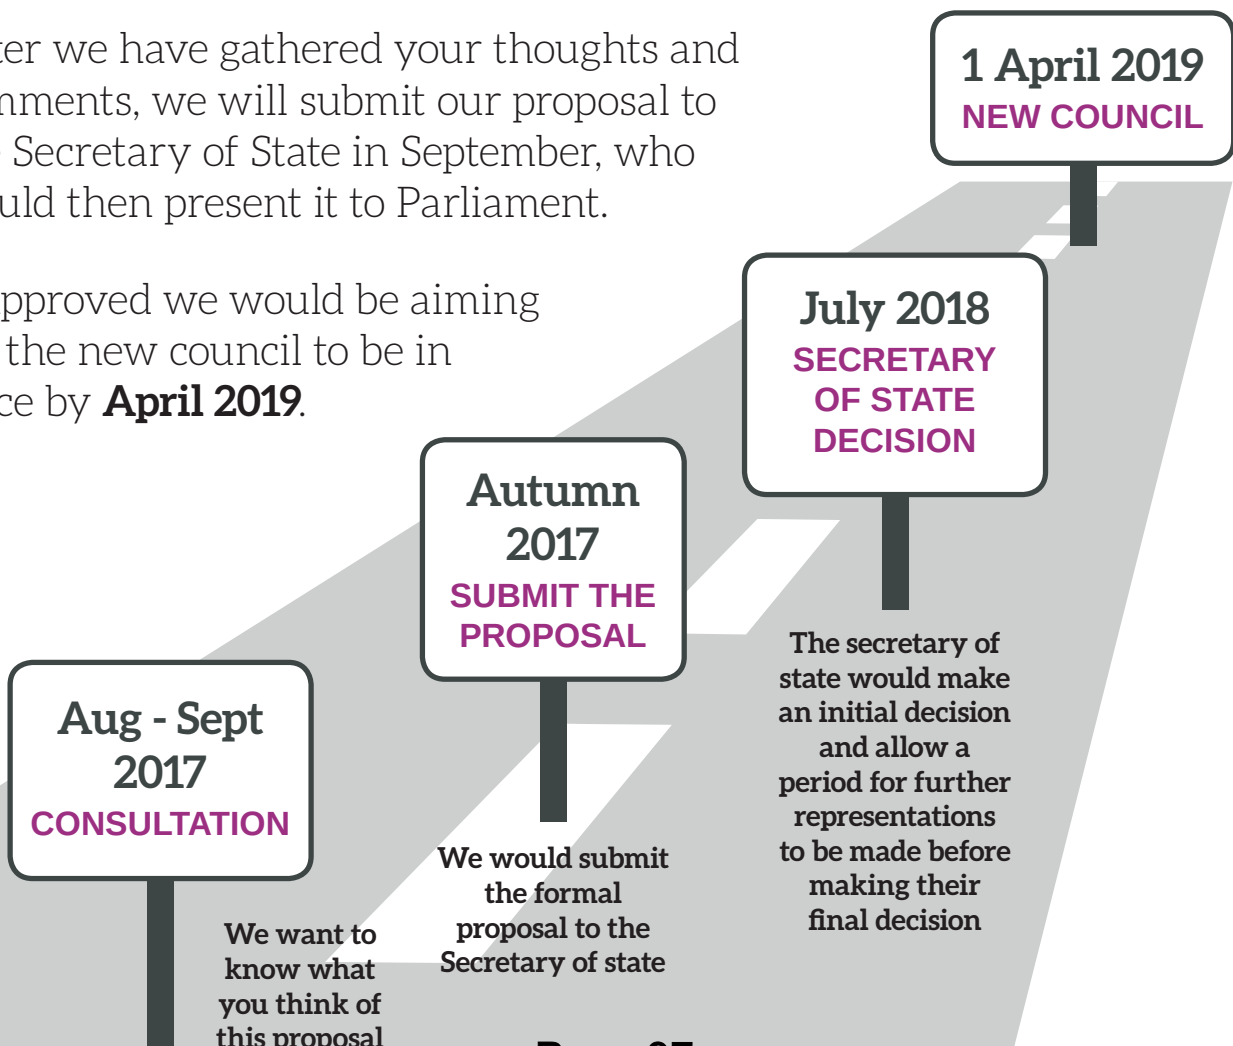 ter we have gathered your thoughts and
mments, we will submit our proposal to
Secretary of State in September, who
uld then present it to Parliament.
pproved we would be aiming
the new council to be in
ce by April 2019.
1 April 2019
NEW COUNCIL
July 2018
SECRETARY
OF STATE
DECISION
The secretary of
state would make
an initial decision
and allow a
period for further
representations
to be made before
making their
final decision
Autumn
2017
SUBMIT THE
PROPOSAL
We would submit
the formal
proposal to the
Secretary of state
Aug - Sept
2017
CONSULTATION
We want to
know what
you think of
this proposal